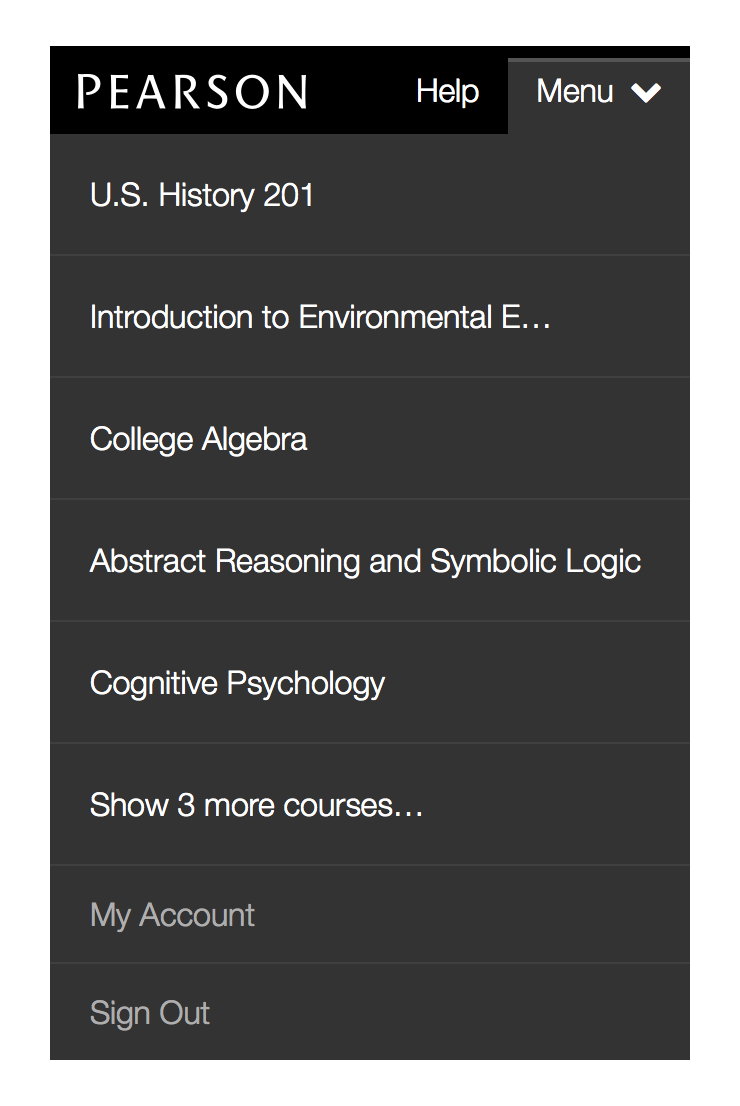 PEARSON Help Menu
U.S. History 201
Introduction to Environmental E…
College Algebra
Abstract Reasoning and Symbolic Logic
Cognitive Psychology
Show 3 more courses…
My Account
Sign Out